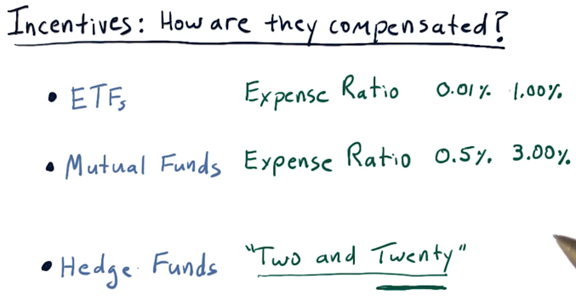 Incentives: How are they compensated?
• ETFs Expense Ratio 0.01% 1.00%
• Mutual Funds Expense Ratio 0.5% 3.00%
• Hedge Funds "Two and Twenty"